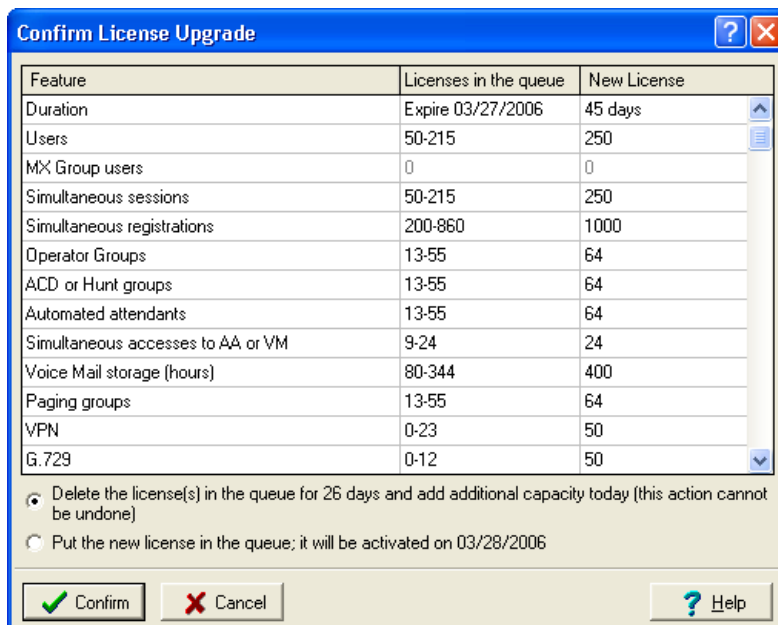 Confirm License Upgrade
Feature Licenses in the queue New License
Duration Expire 03/27/2006 45 days
Users 50-215 250
MX Group users 0 0
Simultaneous sessions 50-215 250
Simultaneous registrations 200-860 1000
Operator Groups 13-55 64
ACD or Hunt groups 13-55 64
Automated attendants 13-55 64
Simultaneous accesses to AA or VM 9-24 24
Voice Mail storage (hours) 80-344 400
Paging groups 13-55 64
VPN 0-23 50
G.729 0-12 50
Delete the license(s) in the queue for 26 days and add additional capacity today (this action cannot
be undone)
Put the new license in the queue; it will be activated on 03/28/2006
Confirm Cancel Help